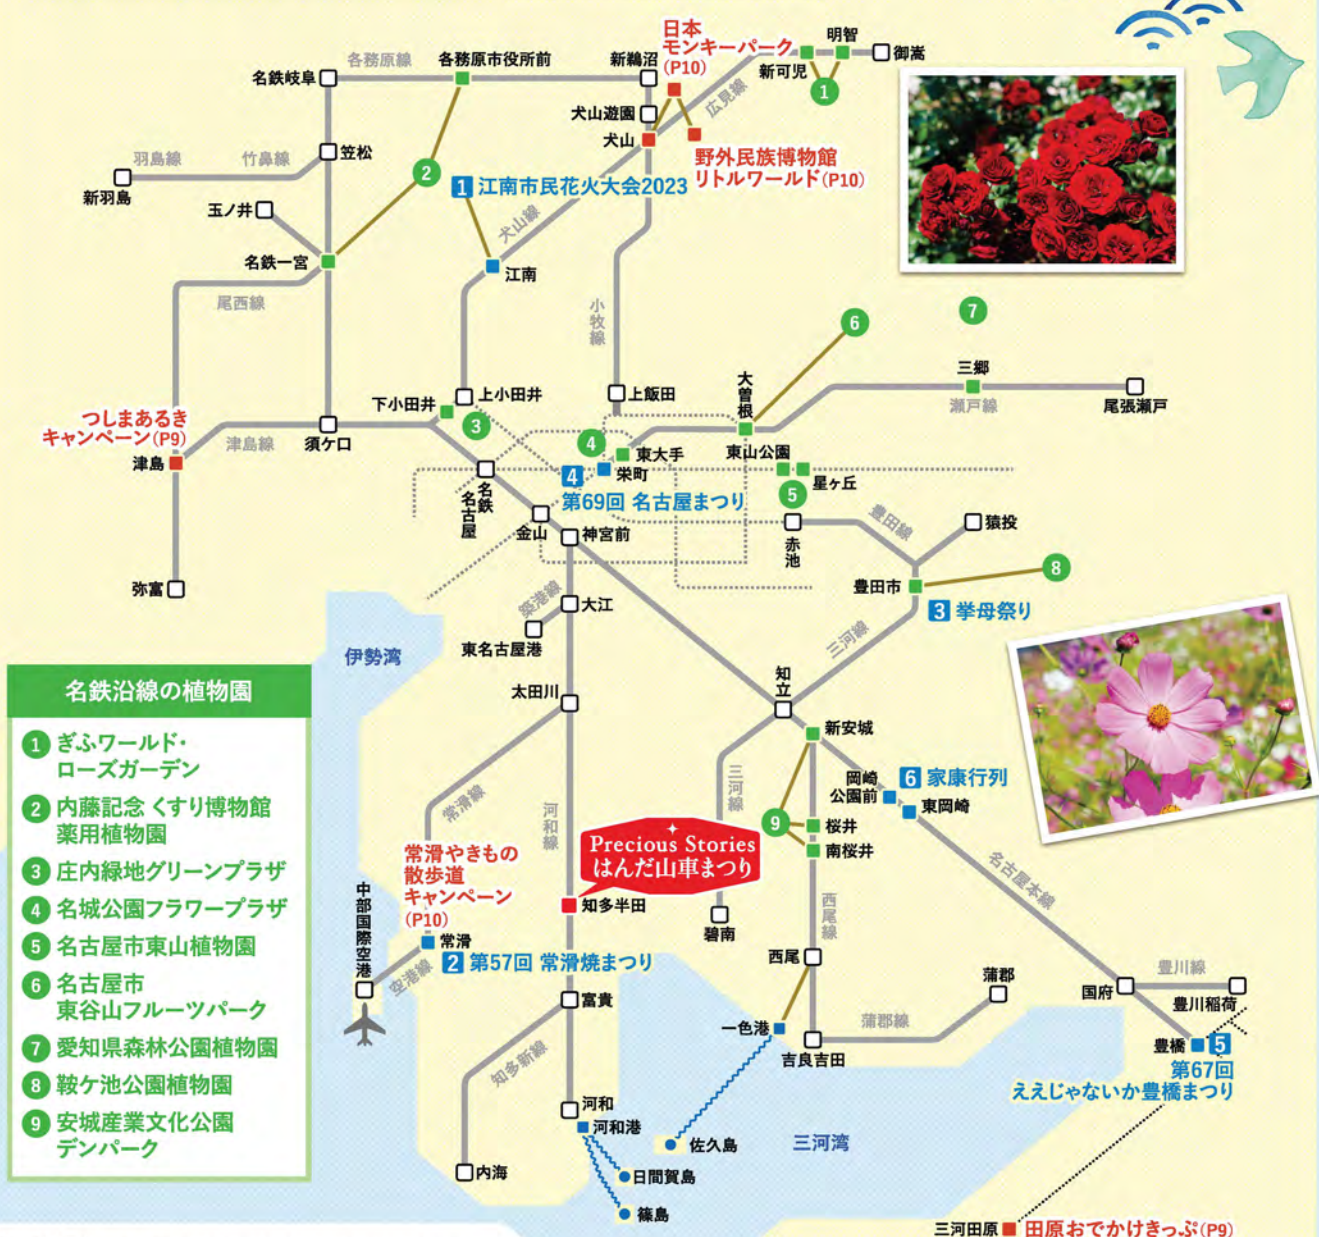 日本
モンキーパーク
(P10)
明智
御嵩
新可児
1
各務原線
各務原市役所前
新鵜沼
名鉄岐阜
犬山遊園
広見線
犬山
野外民族博物館
リトルワールド(P10)
羽島線
竹鼻線
笠松
新羽島
2
1 江南市民花火大会2023
玉ノ井
犬山線
名鉄一宮
江南
尾西線
小牧線
6
7
三郷
瀬戸線
尾張瀬戸
大曽根
上飯田
上小田井
下小田井
3
つしまあるき
キャンペーン(P9)
津島線
須ケ口
津島
4
東大手
東山公園
星ヶ丘
5
名鉄名古屋
4
栄町
第69回 名古屋まつり
金山
神宮前
赤池
豊田線
猿投
弥富
築港線
大江
東名古屋港
豊田市
8
3 挙母祭り
三河線
伊勢湾
太田川
知立
新安城
名鉄沿線の植物園
1 ぎふワールド・
ローズガーデン
2 内藤記念 くすり博物館
薬用植物園
3 庄内緑地グリーンプラザ
4 名城公園フラワープラザ
5 名古屋市東山植物園
6 名古屋市
東谷山フルーツパーク
7 愛知県森林公園植物園
8 鞍ケ池公園植物園
9 安城産業文化公園
デンパーク
常滑線
河和線
三河線
岡崎
公園前
6 家康行列
東岡崎
9
桜井
南桜井
名古屋本線
Precious Stories
はんだ山車まつり
常滑やきもの
散歩道
キャンペーン
(P10)
知多半田
中部国際空港
常滑
2 第57回 常滑焼まつり
空港線
碧南
西尾線
西尾
蒲郡
国府
豊川線
豊川稲荷
富貴
一色港
蒲郡線
吉良吉田
豊橋
5
第67回
ええじゃないか豊橋まつり
知多新線
河和
河和港
佐久島
三河湾
内海
日間賀島
篠島
三河田原
田原おでかけきっぷ(P9)